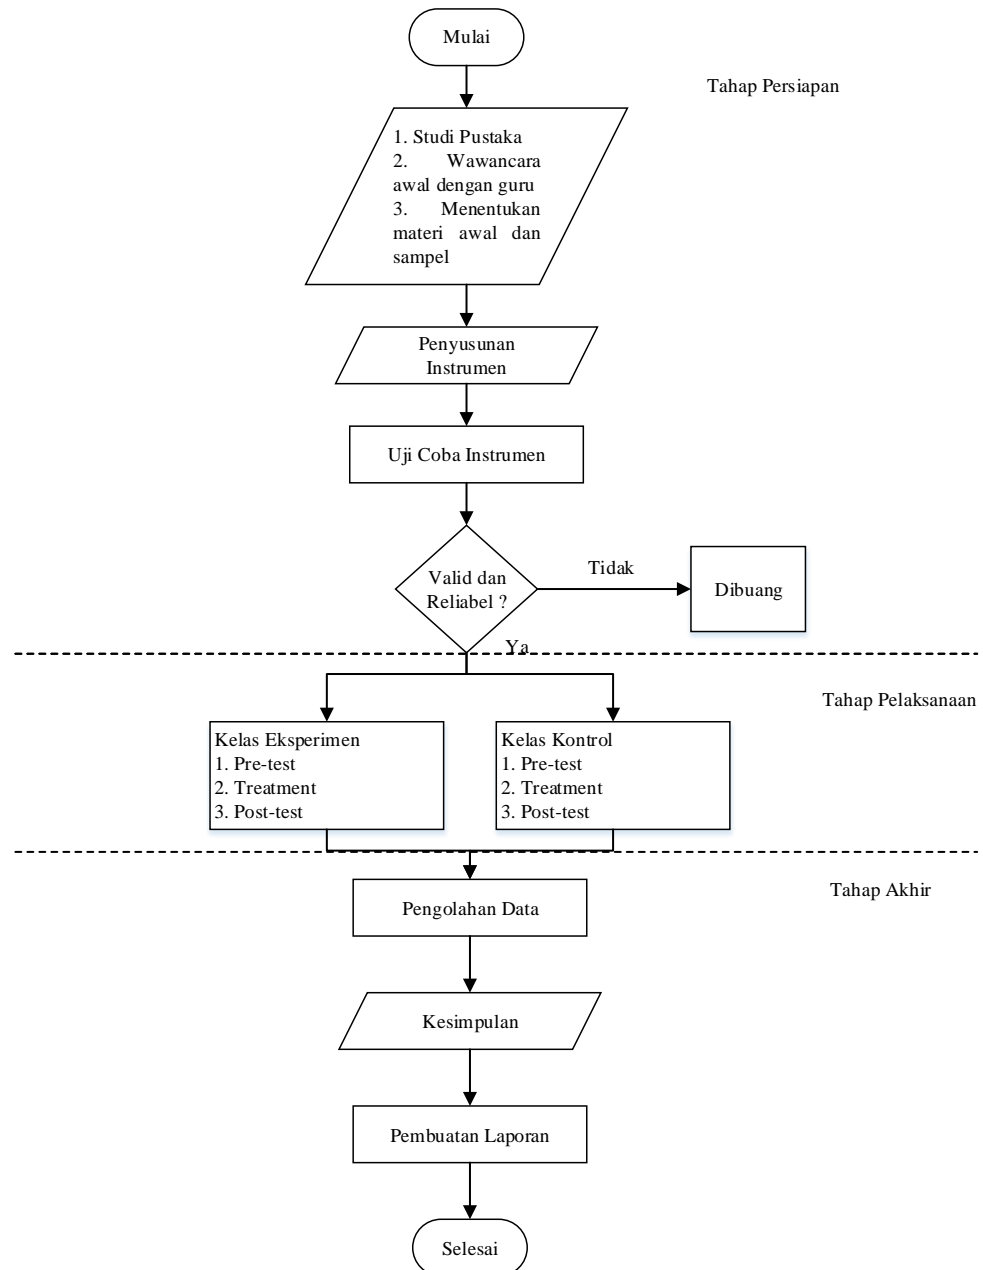 Mulai
Tahap Persiapan
1. Studi Pustaka
2. Wawancara
awal dengan guru
3. Menentukan
materi awal dan
sampel
Penyusunan
Instrumen
Uji Coba Instrumen
Valid dan
Reliabel ?
Tidak
Dibuang
Ya
Tahap Pelaksanaan
Kelas Eksperimen
1. Pre-test
2. Treatment
3. Post-test
Kelas Kontrol
1. Pre-test
2. Treatment
3. Post-test
Tahap Akhir
Pengolahan Data
Kesimpulan
Pembuatan Laporan
Selesai